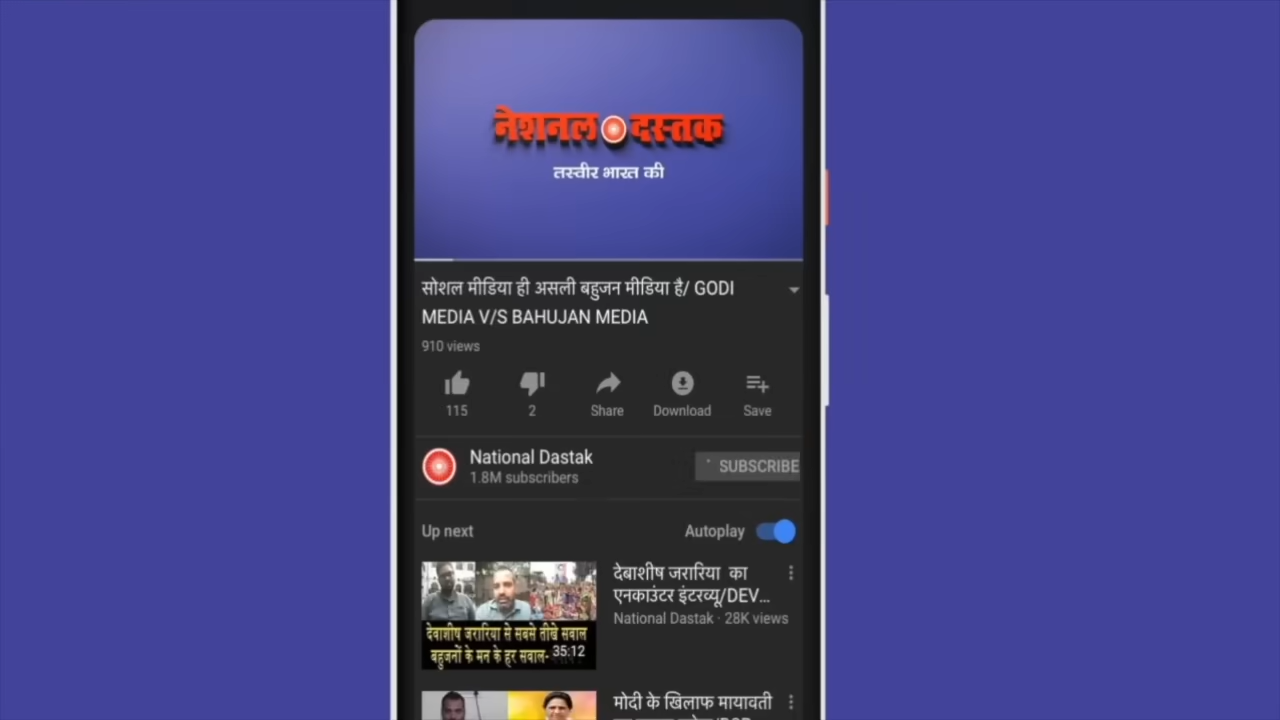 नेशनल दस्तक
तस्वीर भारत की
सोशल मीडिया ही असली बहुजन मीडिया है/ GODI
MEDIA V/S BAHUJAN MEDIA
910 views
115
2
Share
Download
Save
National Dastak
1.8M subscribers
SUBSCRIBE
Up next
Autoplay
देबाशीष जरारिया का
एनकाउंटर इंटरव्यू/DEV...
National Dastak · 28K views
देवाशीष जरारिया से सबसे तीखे सवाल
बहुजनों के मन के हर सवाल-
35:12
मोदी के खिलाफ मायावती